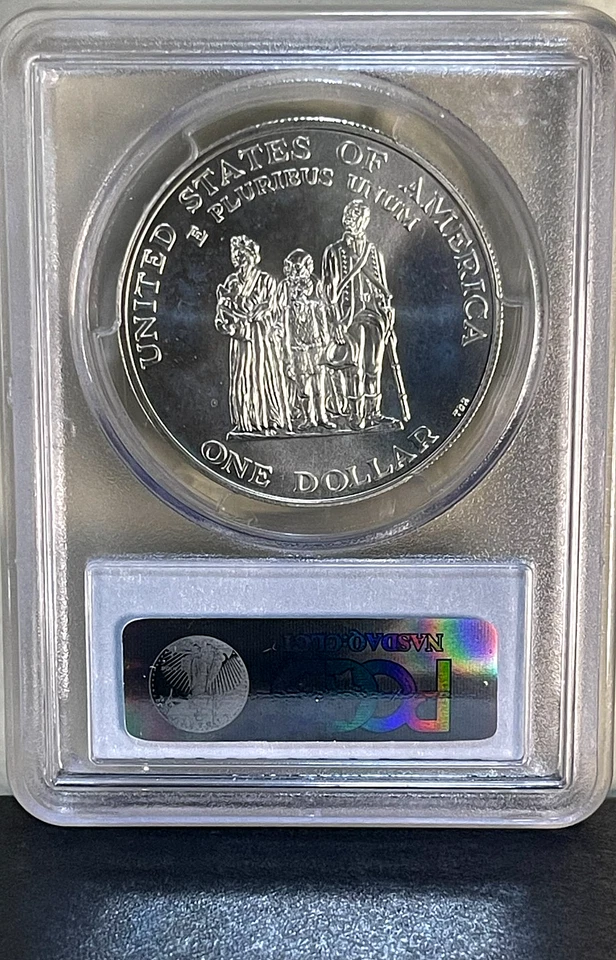 UNITED STATES OF AMERICA
E PLURIBUS UNUM
ONE DOLLAR
NASDAQ:CLCT